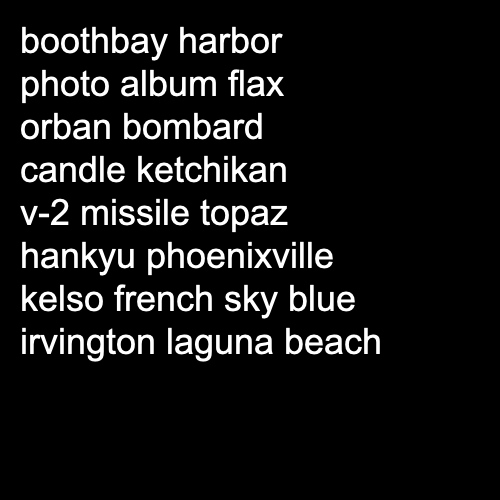 boothbay harbor
photo album flax
orban bombard
candle ketchikan
v-2 missile topaz
hankyu phoenixville
kelso french sky blue
irvington laguna beach